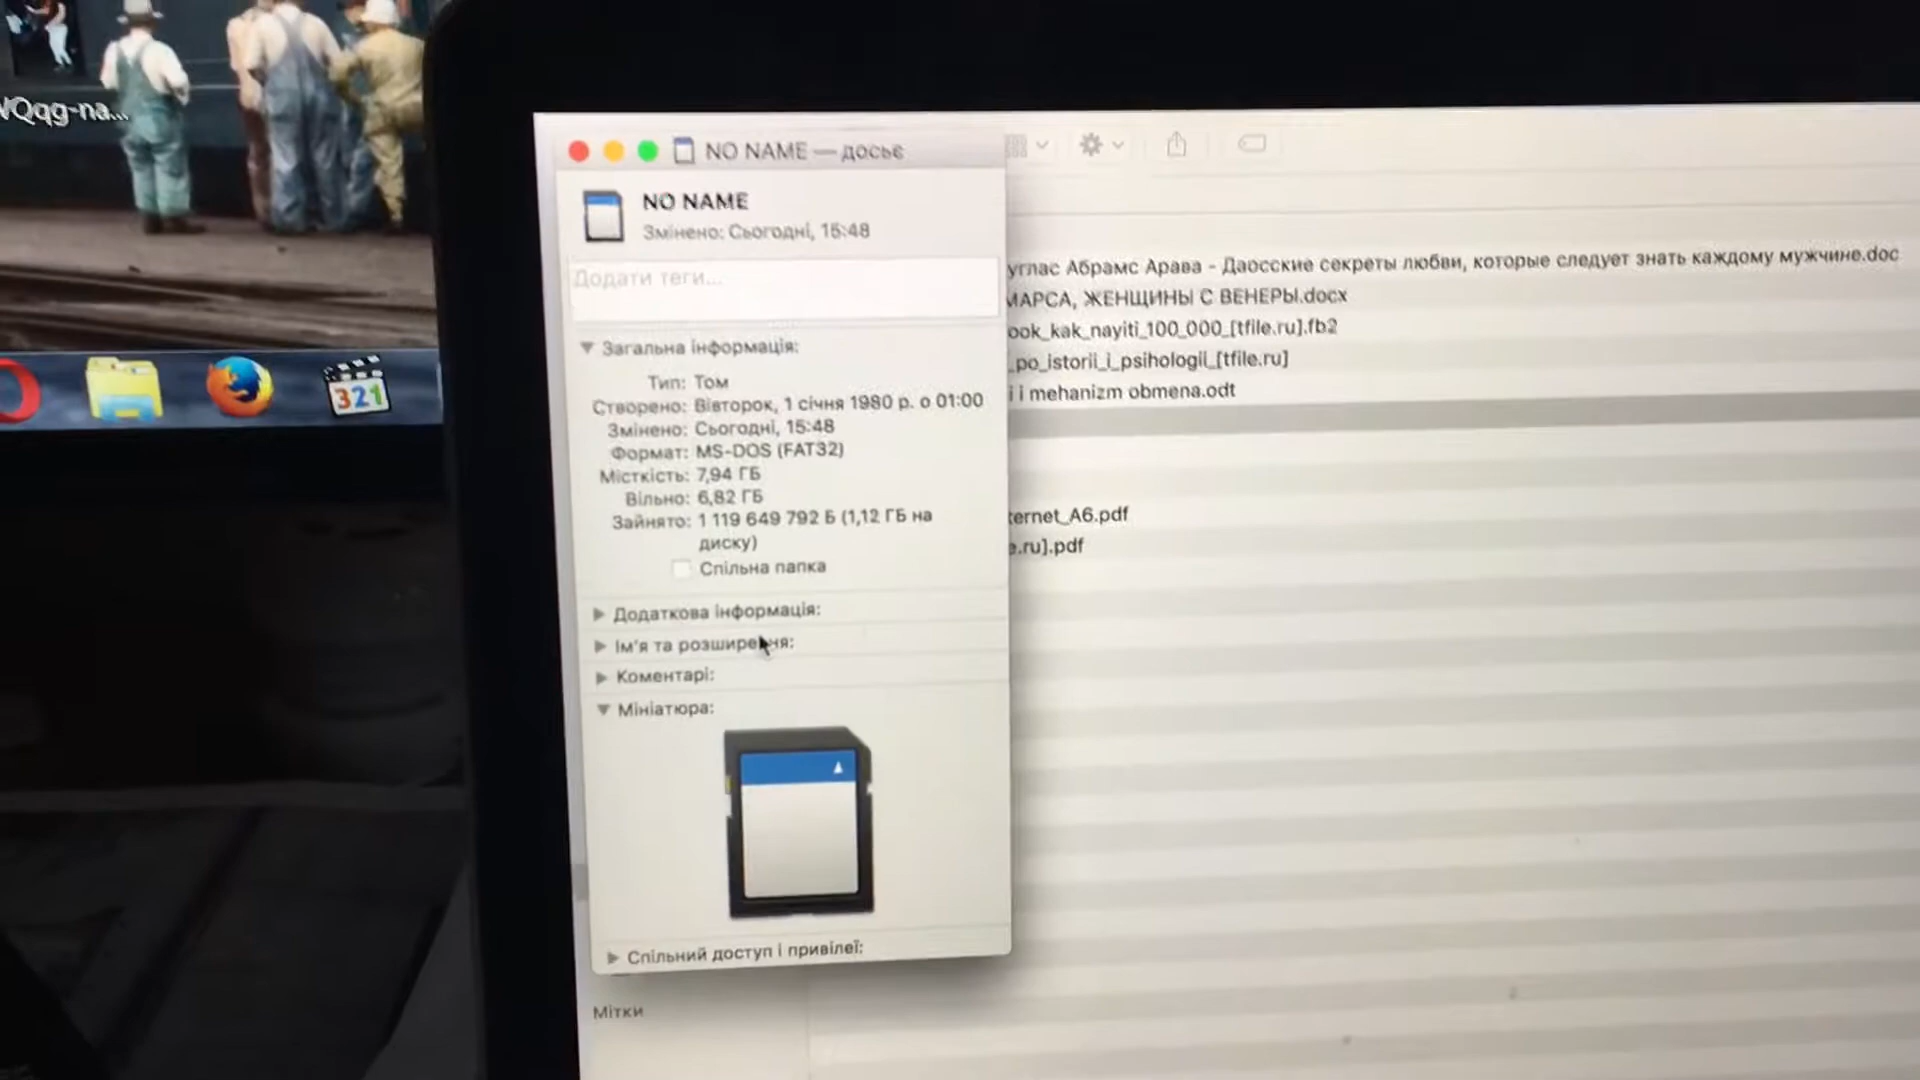 VQqg-na...
321
NO NAME — досьє
NO NAME
Змінено: Сьогодні, 15:48
Додати теги...
Загальна інформація:
Тип: Том
Створено: Вівторок, 1 січня 1980 р. о 01:00
Змінено: Сьогодні, 15:48
Формат: MS-DOS (FAT32)
Місткість: 7,94 ГБ
Вільно: 6,82 ГБ
Зайнято: 1 119 649 792 Б (1,12 ГБ на
диску)
Спільна папка
Додаткова інформація:
Ім'я та розширення:
Коментарі:
Мініатюра:
Спільний доступ і привілеї:
Мітки
углас Абрамс Арава - Даосские секреты любви, которые следует знать каждому мужчине.doc
МАРСА, ЖЕНЩИНЫ С ВЕНЕРЫ.docx
ook_kak_nayiti_100_000_[tfile.ru].fb2
_po_istorii_i_psihologii_[tfile.ru]
i i mehanizm obmena.odt
ternet_A6.pdf
e.ru].pdf